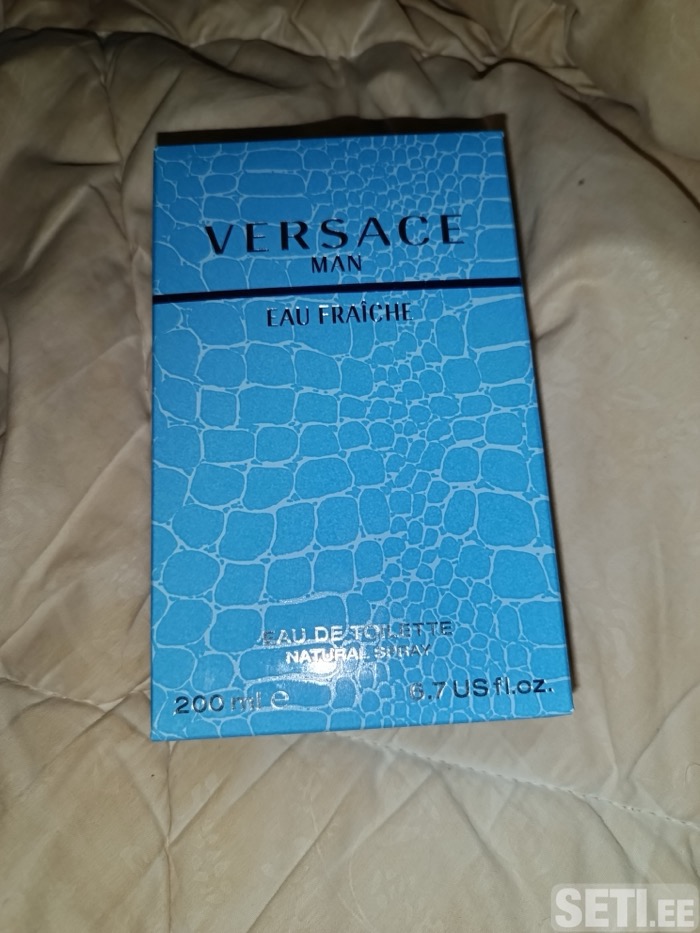 VERSACE
MAN
EAU FRAÎCHE
EAU DE TOILETTE
NATURAL SPRAY
200 ml ℮ 6.7 US fl.oz.
SETI.EE